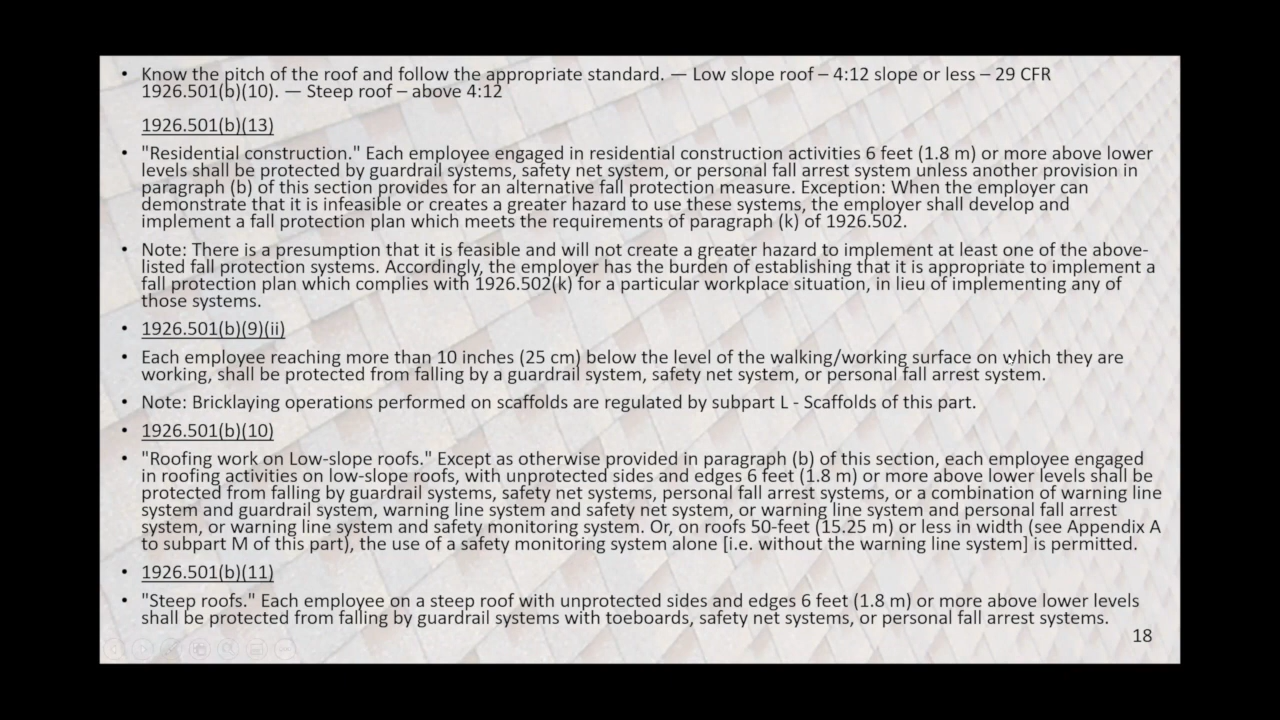 • Know the pitch of the roof and follow the appropriate standard. — Low slope roof – 4:12 slope or less – 29 CFR
1926.501(b)(10). — Steep roof – above 4:12
1926.501(b)(13)
• "Residential construction." Each employee engaged in residential construction activities 6 feet (1.8 m) or more above lower
levels shall be protected by guardrail systems, safety net system, or personal fall arrest system unless another provision in
paragraph (b) of this section provides for an alternative fall protection measure. Exception: When the employer can
demonstrate that it is infeasible or creates a greater hazard to use these systems, the employer shall develop and
implement a fall protection plan which meets the requirements of paragraph (k) of 1926.502.
• Note: There is a presumption that it is feasible and will not create a greater hazard to implement at least one of the above-
listed fall protection systems. Accordingly, the employer has the burden of establishing that it is appropriate to implement a
fall protection plan which complies with 1926.502(k) for a particular workplace situation, in lieu of implementing any of
those systems.
• 1926.501(b)(9)(ii)
• Each employee reaching more than 10 inches (25 cm) below the level of the walking/working surface on which they are
working, shall be protected from falling by a guardrail system, safety net system, or personal fall arrest system.
• Note: Bricklaying operations performed on scaffolds are regulated by subpart L - Scaffolds of this part.
• 1926.501(b)(10)
• "Roofing work on Low-slope roofs." Except as otherwise provided in paragraph (b) of this section, each employee engaged
in roofing activities on low-slope roofs, with unprotected sides and edges 6 feet (1.8 m) or more above lower levels shall be
protected from falling by guardrail systems, safety net systems, personal fall arrest systems, or a combination of warning line
system and guardrail system, warning line system and safety net system, or warning line system and personal fall arrest
system, or warning line system and safety monitoring system. Or, on roofs 50-feet (15.25 m) or less in width (see Appendix A
to subpart M of this part), the use of a safety monitoring system alone [i.e. without the warning line system] is permitted.
• 1926.501(b)(11)
• "Steep roofs." Each employee on a steep roof with unprotected sides and edges 6 feet (1.8 m) or more above lower levels
shall be protected from falling by guardrail systems with toeboards, safety net systems, or personal fall arrest systems.
18